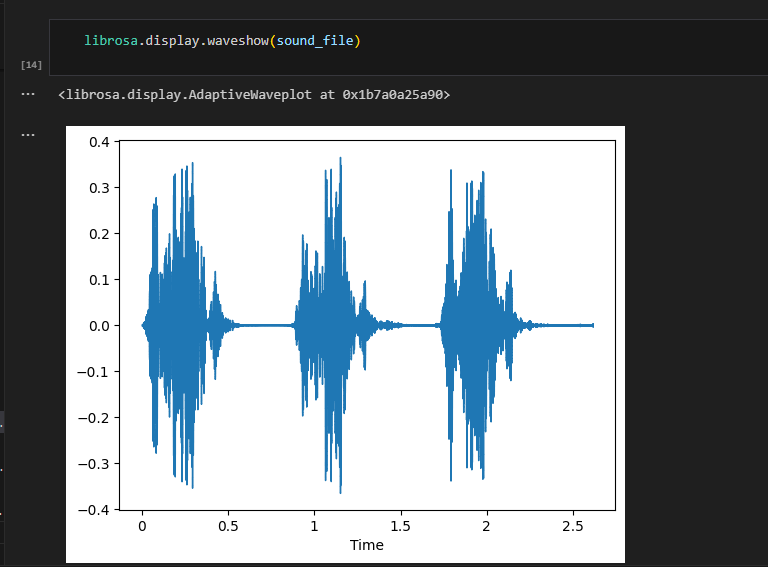 librosa.display.waveshow(sound_file)
[14]
... <librosa.display.AdaptiveWaveplot at 0x1b7a0a25a90>
...
0.4
0.3
0.2
0.1
0.0
−0.1
−0.2
−0.3
−0.4
0 0.5 1 1.5 2 2.5
Time